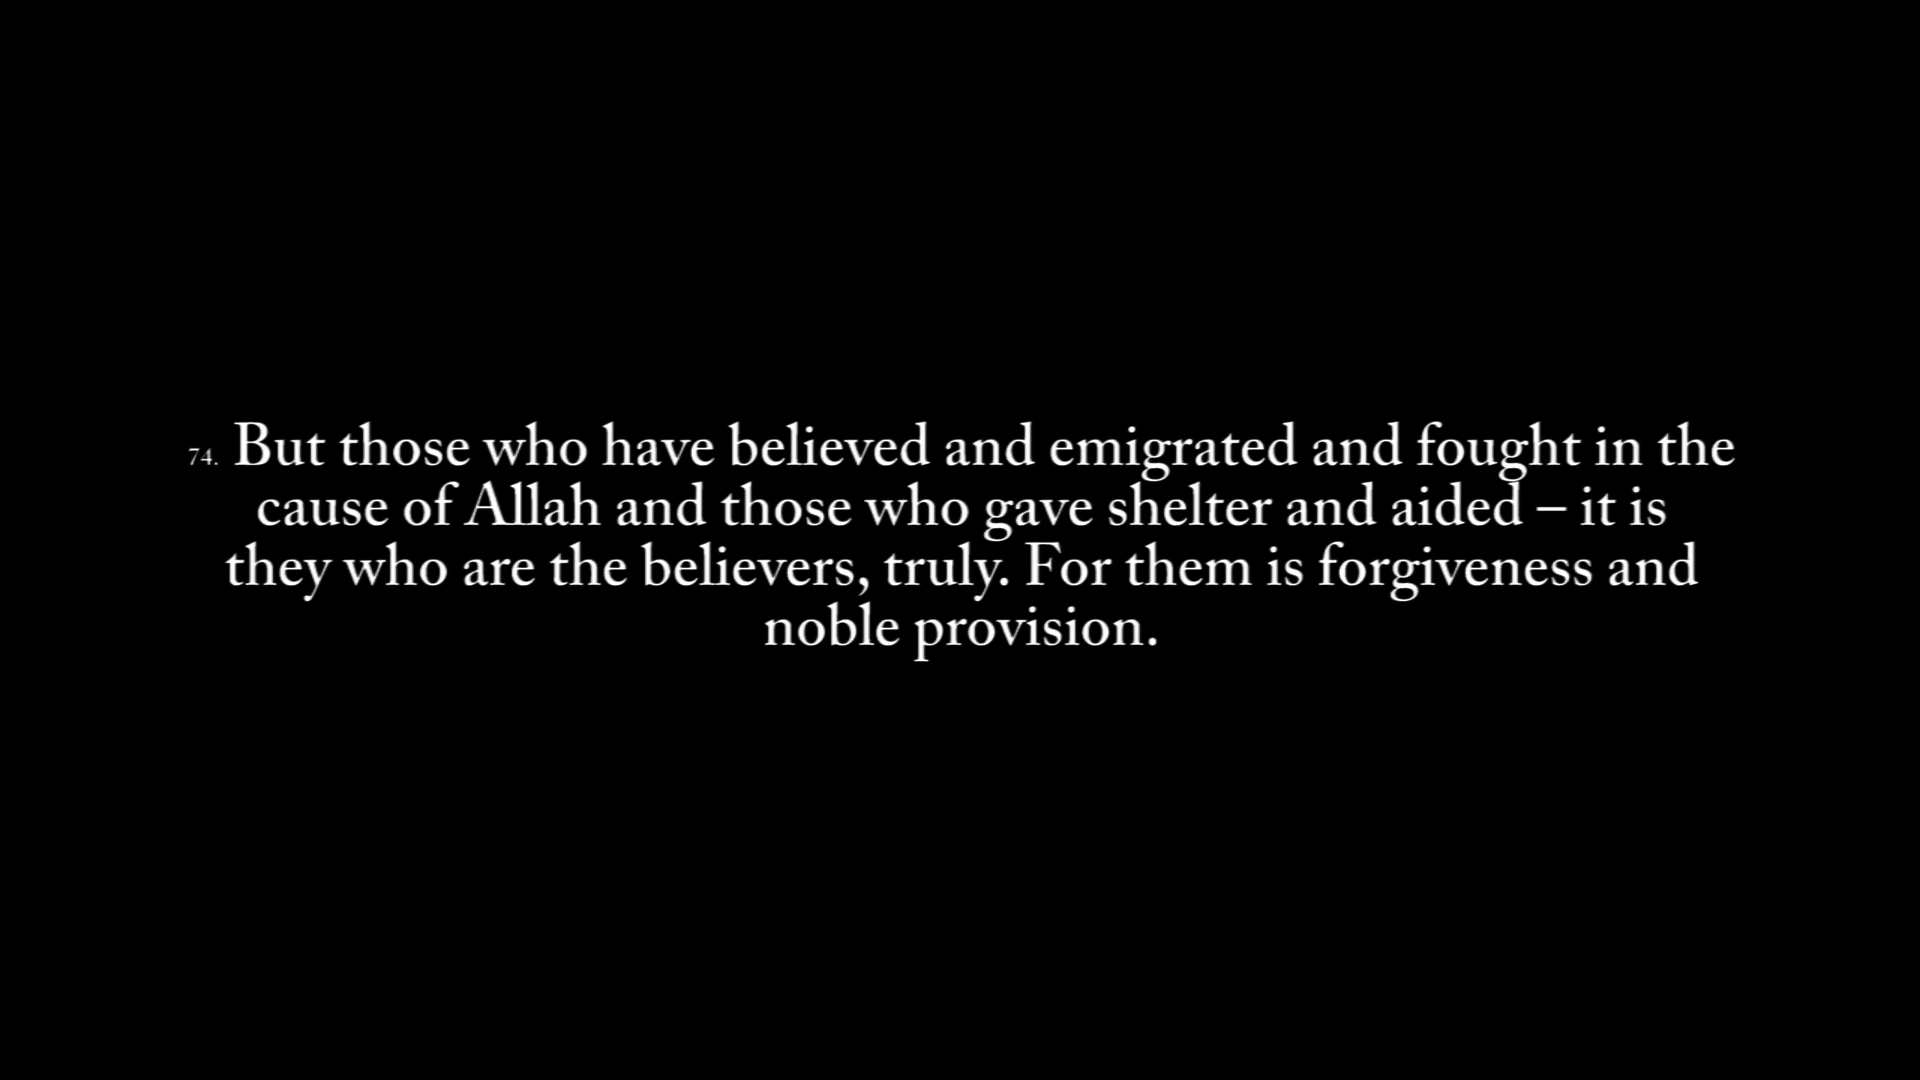 74. But those who have believed and emigrated and fought in the
cause of Allah and those who gave shelter and aided – it is
they who are the believers, truly. For them is forgiveness and
noble provision.